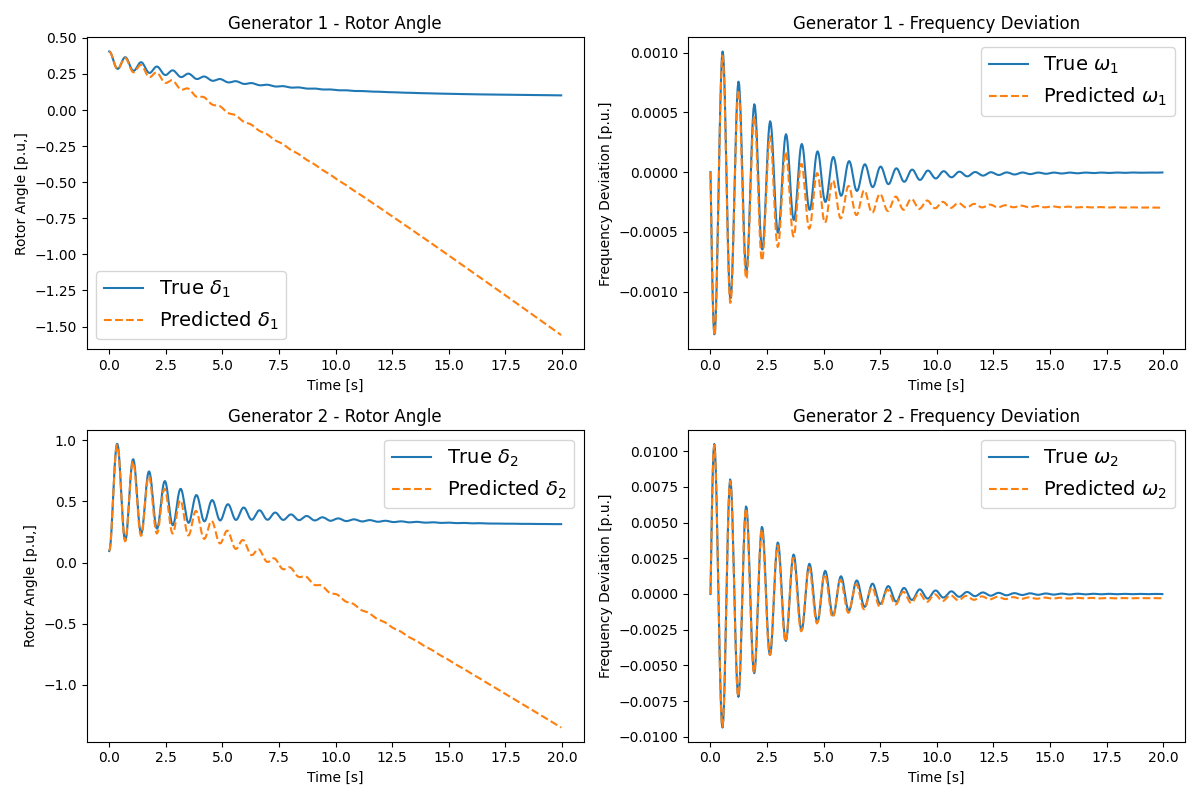 Generator 1 - Rotor Angle
0.50
0.25
0.00
−0.25
−0.50
−0.75
−1.00
−1.25
−1.50
Rotor Angle [p.u,]
True δ₁
Predicted δ₁
0.0 2.5 5.0 7.5 10.0 12.5 15.0 17.5 20.0
Time [s]
Generator 1 - Frequency Deviation
0.0010
0.0005
0.0000
−0.0005
−0.0010
Frequency Deviation [p.u.]
True ω₁
Predicted ω₁
0.0 2.5 5.0 7.5 10.0 12.5 15.0 17.5 20.0
Time [s]
Generator 2 - Rotor Angle
1.0
0.5
0.0
−0.5
−1.0
Rotor Angle [p.u,]
True δ₂
Predicted δ₂
0.0 2.5 5.0 7.5 10.0 12.5 15.0 17.5 20.0
Time [s]
Generator 2 - Frequency Deviation
0.0100
0.0075
0.0050
0.0025
0.0000
−0.0025
−0.0050
−0.0075
−0.0100
Frequency Deviation [p.u.]
True ω₂
Predicted ω₂
0.0 2.5 5.0 7.5 10.0 12.5 15.0 17.5 20.0
Time [s]